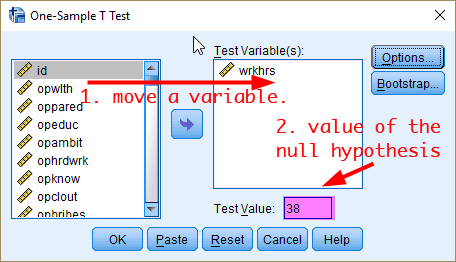 One-Sample T Test
Test Variable(s):
id
opwlth
oppared
opeduc
opambit
ophrdwrk
opknow
opclout
opbribes
wrkhrs
Options...
Bootstrap...
1. move a variable.
2. value of the
null hypothesis
Test Value: 38
OK Paste Reset Cancel Help